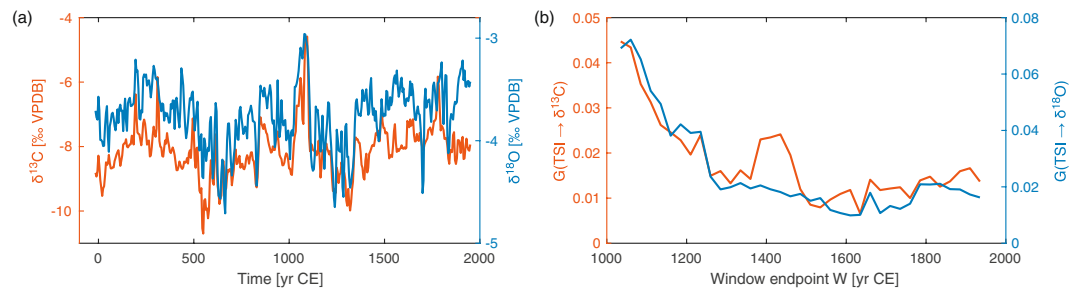 (a)
-4
-6
-8
-10
δ¹³C [‰ VPDB]
-3
-4
-5
δ¹⁸O [‰ VPDB]
0 500 1000 1500 2000
Time [yr CE]
(b)
0.05
0.04
0.03
0.02
0.01
0
G(TSI → δ¹³C)
0.08
0.06
0.04
0.02
0
G(TSI → δ¹⁸O)
1000 1200 1400 1600 1800 2000
Window endpoint W [yr CE]